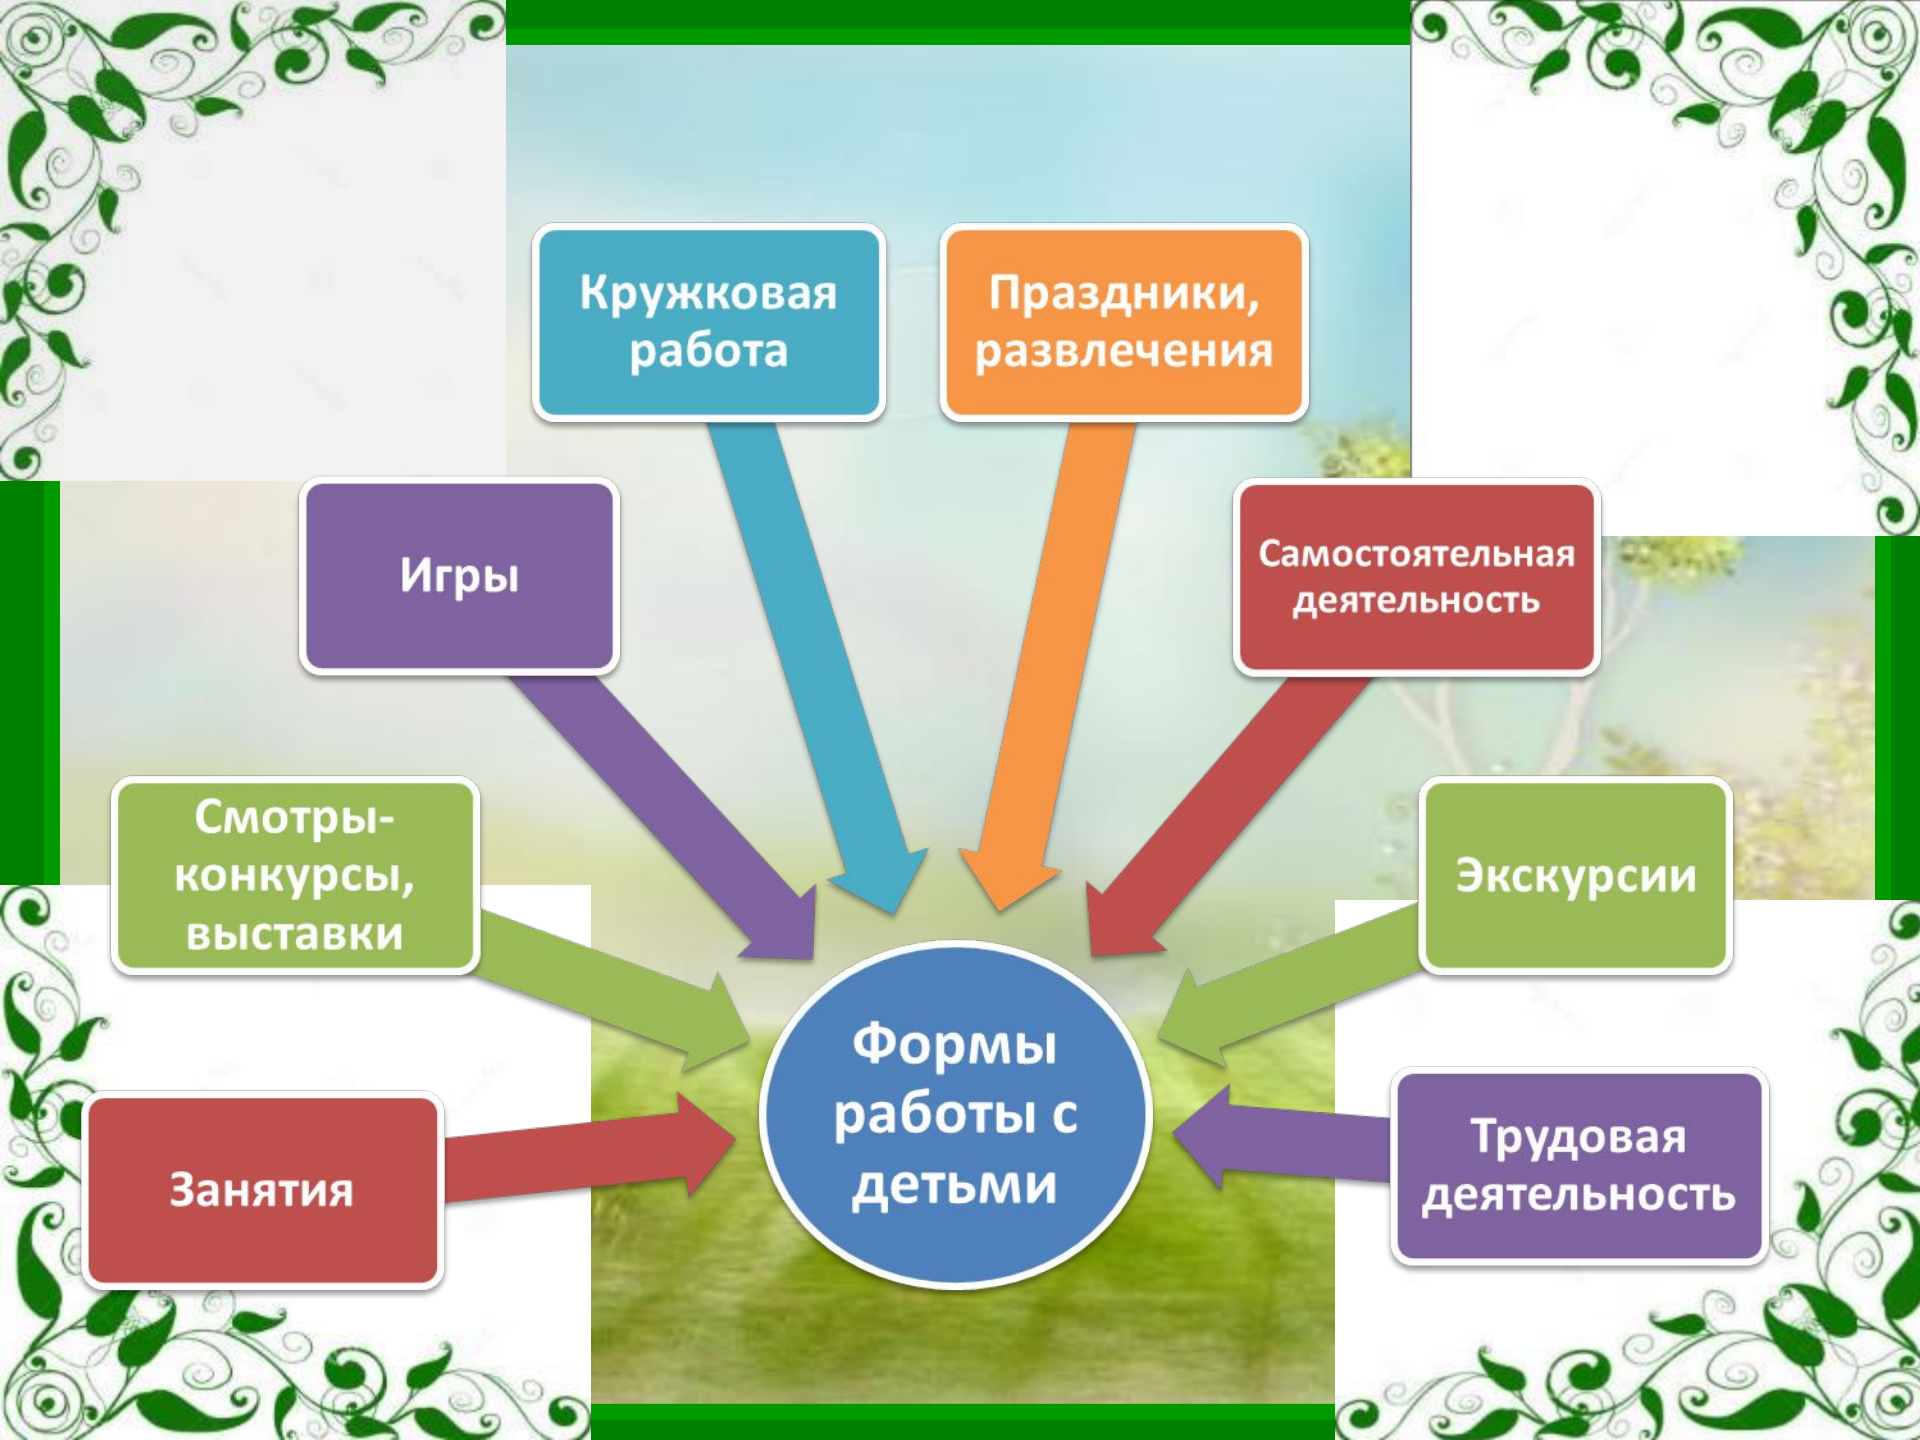 Кружковая
работа
Праздники,
развлечения
Игры
Самостоятельная
деятельность
Смотры-
конкурсы,
выставки
Экскурсии
Занятия
Формы
работы с
детьми
Трудовая
деятельность